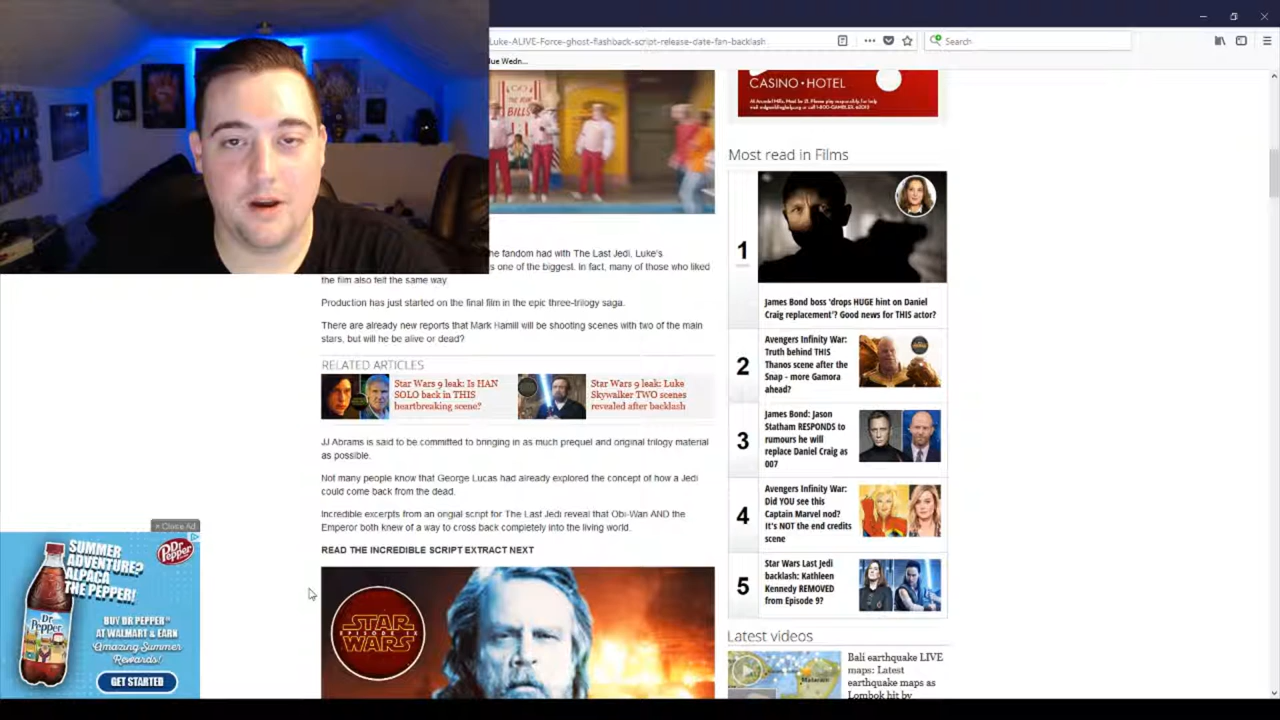 Luke-ALIVE-Force-ghost-flashback-script-release-date-fan-backlash
Search
lue Wedn...
CASINO • HOTEL
BILLS
he fandom had with The Last Jedi, Luke's
s one of the biggest. In fact, many of those who liked
the film also felt the same way.
Production has just started on the final film in the epic three-trilogy saga.
There are already new reports that Mark Hamill will be shooting scenes with two of the main
stars, but will he be alive or dead?
RELATED ARTICLES
Star Wars 9 leak: Is HAN
SOLO back in THIS
heartbreaking scene?
Star Wars 9 leak: Luke
Skywalker TWO scenes
revealed after backlash
JJ Abrams is said to be committed to bringing in as much prequel and original trilogy material
as possible.
Not many people know that George Lucas had already explored the concept of how a Jedi
could come back from the dead.
Incredible excerpts from an origial script for The Last Jedi reveal that Obi-Wan AND the
Emperor both knew of a way to cross back completely into the living world.
READ THE INCREDIBLE SCRIPT EXTRACT NEXT
STAR
EPISODE IX
WARS
Most read in Films
1
James Bond boss 'drops HUGE hint on Daniel
Craig replacement'? Good news for THIS actor?
2
Avengers Infinity War:
Truth behind THIS
Thanos scene after the
Snap - more Gamora
ahead?
3
James Bond: Jason
Statham RESPONDS to
rumours he will
replace Daniel Craig as
007
4
Avengers Infinity War:
Did YOU see this
Captain Marvel nod?
It's NOT the end credits
scene
5
Star Wars Last Jedi
backlash: Kathleen
Kennedy REMOVED
from Episode 9?
Latest videos
Bali earthquake LIVE
maps: Latest
earthquake maps as
Lombok hit by
Mataram
× Close Ad
SUMMER
ADVENTURE?
ALPACA
THE PEPPER!
Dr Pepper
Dr Pepper
BUY DR PEPPER
AT WALMART & EARN
Amazing Summer
Rewards!
GET STARTED